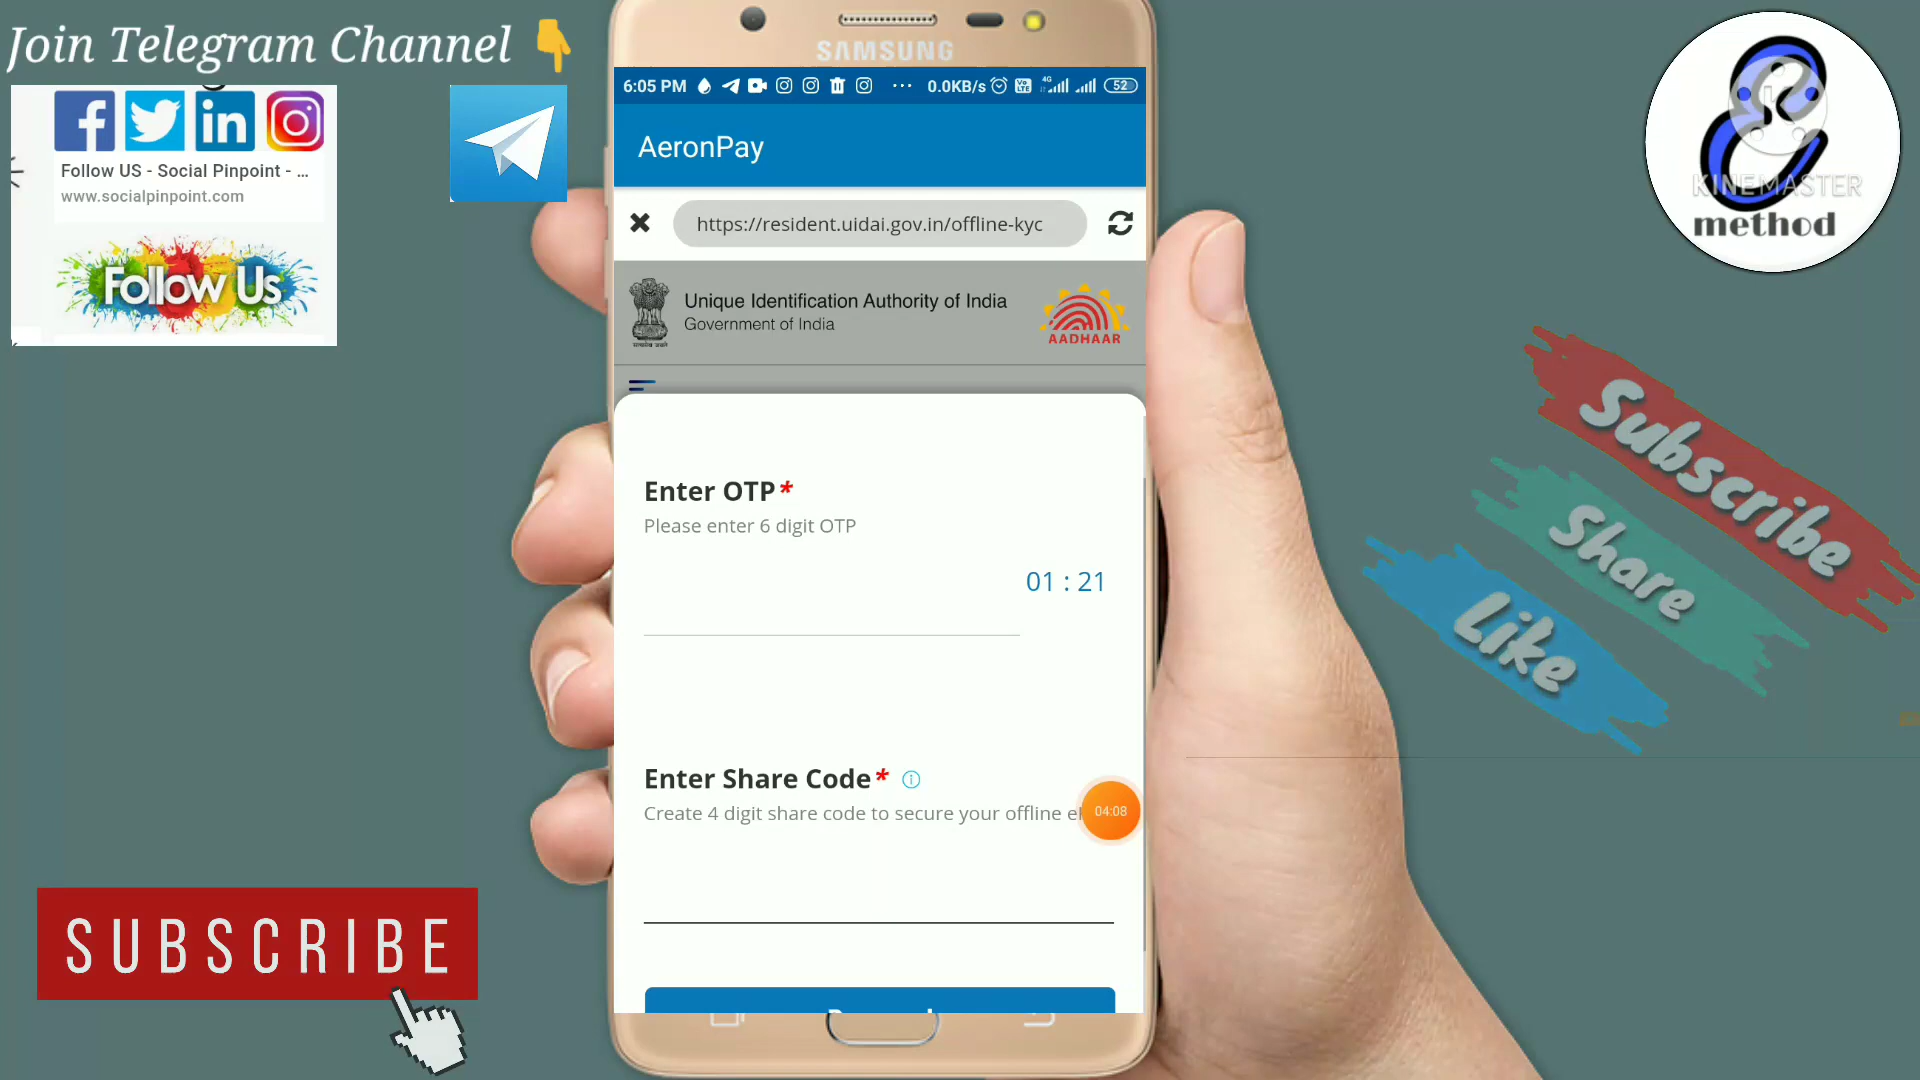 Join Telegram Channel 👇
Follow US - Social Pinpoint - ...
www.socialpinpoint.com
Follow Us
SAMSUNG
6:05 PM ... 0.0KB/s 4G 52
AeronPay
https://resident.uidai.gov.in/offline-kyc
Unique Identification Authority of India
Government of India
AADHAAR
Enter OTP*
Please enter 6 digit OTP
01 : 21
Enter Share Code*
Create 4 digit share code to secure your offline
04:08
KINEMASTER
method
Subscribe
Share
Like
SUBSCRIBE